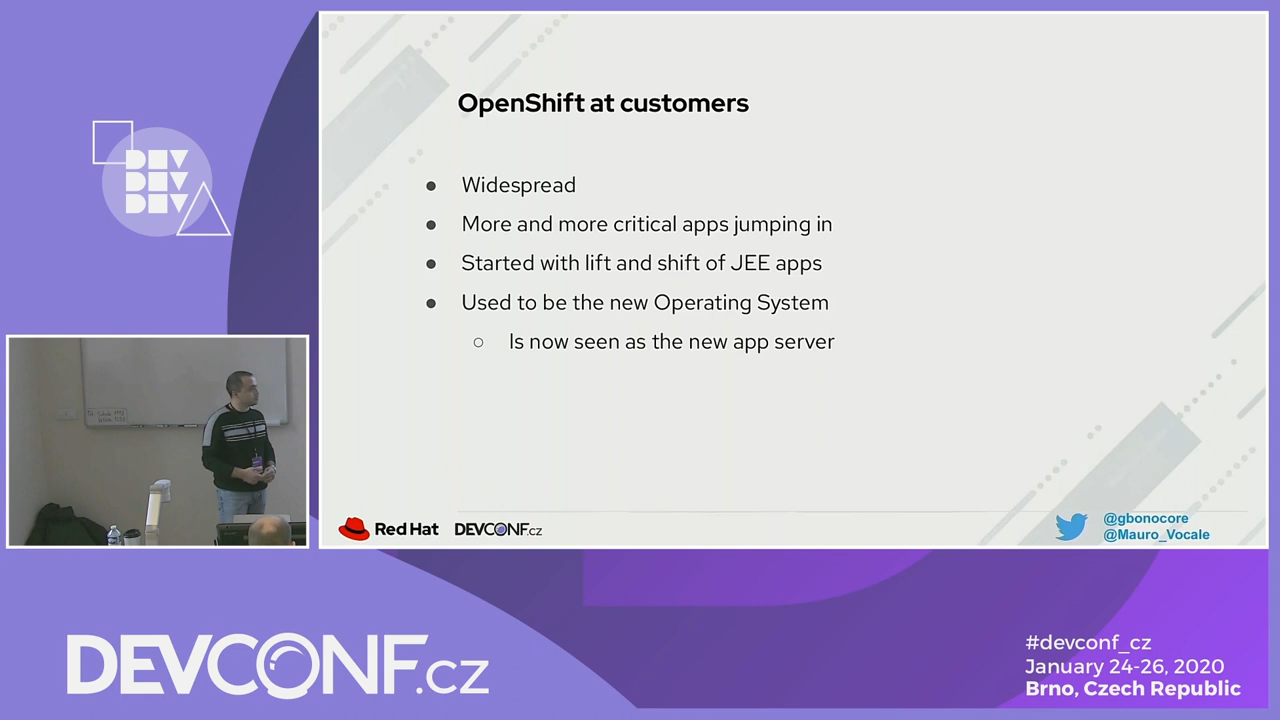 DEV
DEV
DEV
OpenShift at customers
Widespread
More and more critical apps jumping in
Started with lift and shift of JEE apps
Used to be the new Operating System
Is now seen as the new app server
Red Hat
DEVCONF.cz
@gbonocore
@Mauro_Vocale
DEVCONF.cz
#devconf_cz
January 24-26, 2020
Brno, Czech Republic